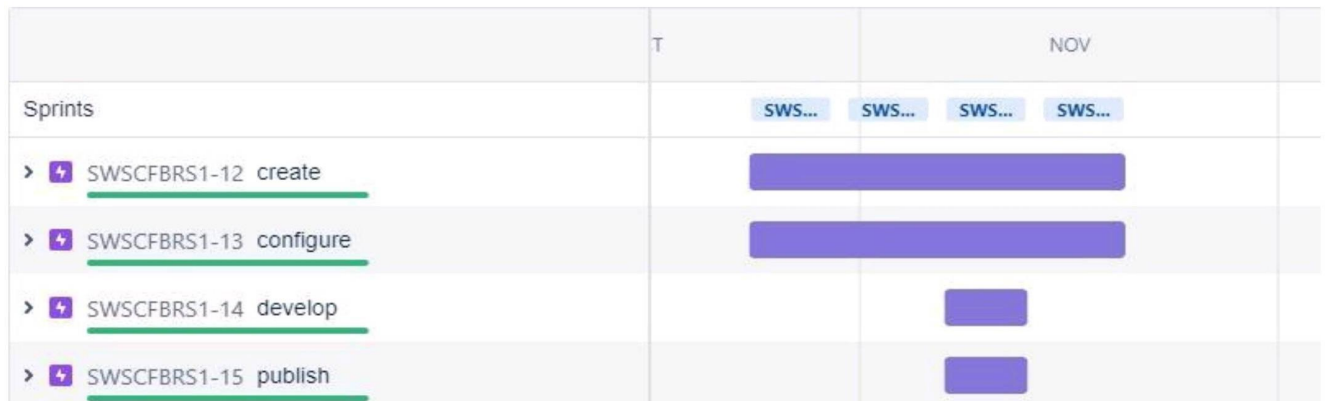 T NOV
Sprints SWS... SWS... SWS... SWS...
SWSCFBRS1-12 create
SWSCFBRS1-13 configure
SWSCFBRS1-14 develop
SWSCFBRS1-15 publish